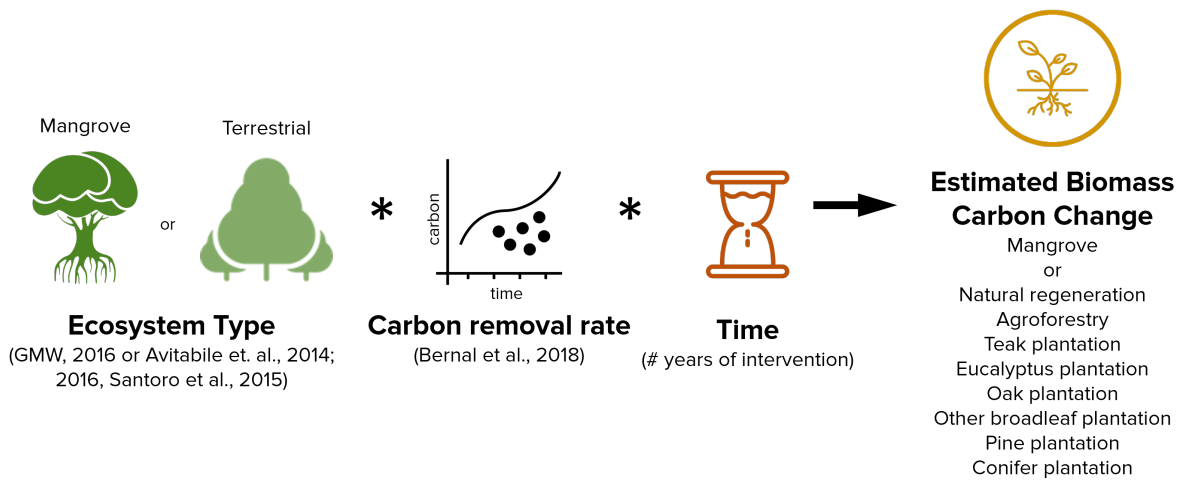 Mangrove
or
Terrestrial
Ecosystem Type
(GMW, 2016 or Avitabile et. al., 2014;
2016, Santoro et al., 2015)
*
carbon
time
Carbon removal rate
(Bernal et al., 2018)
*
Time
(# years of intervention)
Estimated Biomass
Carbon Change
Mangrove
or
Natural regeneration
Agroforestry
Teak plantation
Eucalyptus plantation
Oak plantation
Other broadleaf plantation
Pine plantation
Conifer plantation